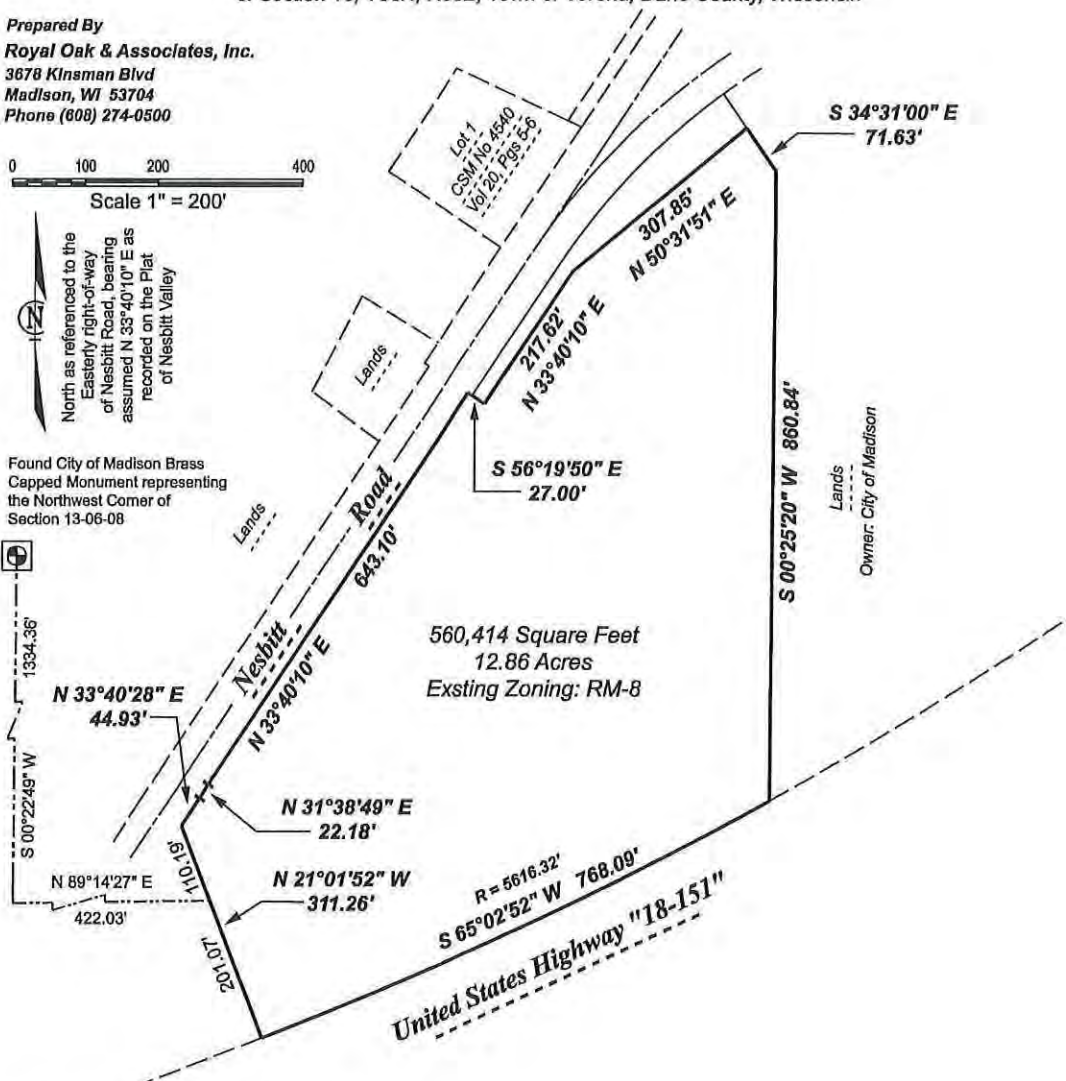 Prepared By
Royal Oak & Associates, Inc.
3678 Kinsman Blvd
Madison, WI 53704
Phone (608) 274-0500
0 100 200 400
Scale 1" = 200'
N
North as referenced to the
Easterly right-of-way
of Nesbitt Road, bearing
assumed N 33°40'10" E as
recorded on the Plat
of Nesbitt Valley
Found City of Madison Brass
Capped Monument representing
the Northwest Corner of
Section 13-06-08
Lot 1
CSM No 4540
Vol 20, Pgs 5-6
S 34°31'00" E
71.63'
307.85'
N 50°31'51" E
217.62'
N 33°40'10" E
Lands
S 56°19'50" E
27.00'
Lands
Nesbitt Road
643.10'
N 33°40'10" E
S 00°25'20" W 860.84'
Lands
Owner: City of Madison
560,414 Square Feet
12.86 Acres
Exsting Zoning: RM-8
1334.36'
S 00°22'49" W
N 33°40'28" E
44.93'
N 31°38'49" E
22.18'
N 89°14'27" E
422.03'
110.19'
N 21°01'52" W
311.26'
201.07'
R = 5616.32'
S 65°02'52" W 768.09'
United States Highway "18-151"